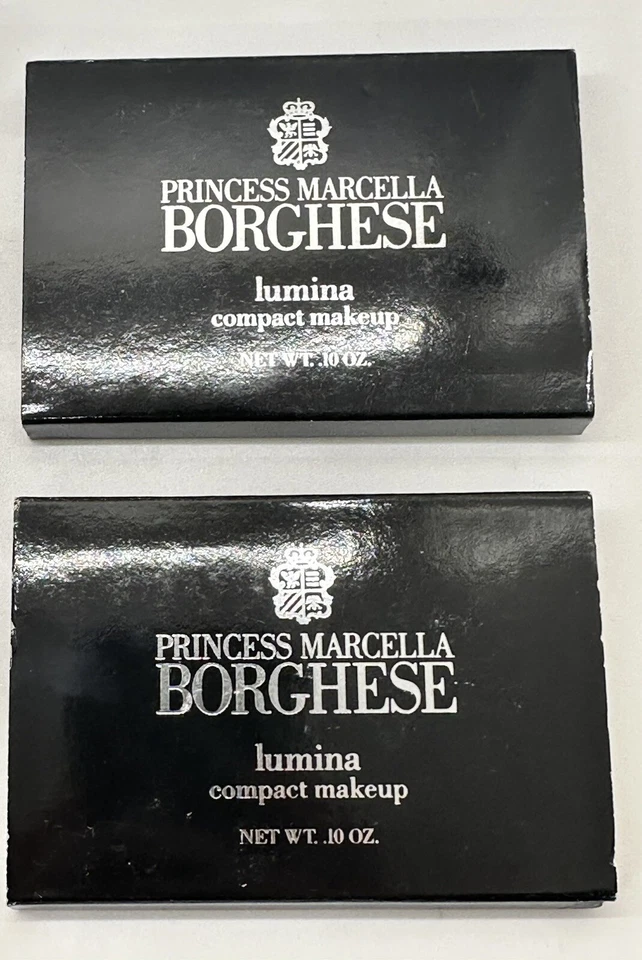 PRINCESS MARCELLA
BORGHESE
lumina
compact makeup
NET WT. .10 OZ.
PRINCESS MARCELLA
BORGHESE
lumina
compact makeup
NET WT. .10 OZ.